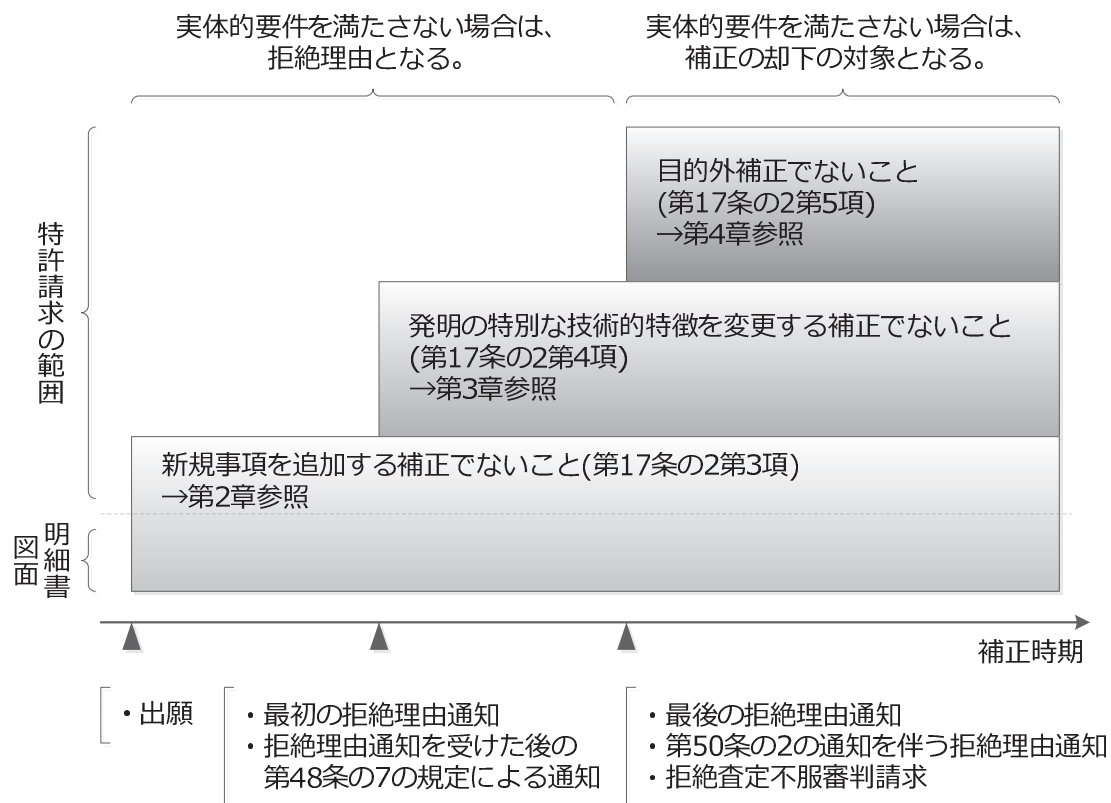 実体的要件を満たさない場合は、
拒絶理由となる。
実体的要件を満たさない場合は、
補正の却下の対象となる。
特許請求の範囲
目的外補正でないこと
(第17条の2第5項)
→第4章参照
発明の特別な技術的特徴を変更する補正でないこと
(第17条の2第4項)
→第3章参照
新規事項を追加する補正でないこと(第17条の2第3項)
→第2章参照
明細書
図面
補正時期
・出願
・最初の拒絶理由通知
・拒絶理由通知を受けた後の
第48条の7の規定による通知
・最後の拒絶理由通知
・第50条の2の通知を伴う拒絶理由通知
・拒絶査定不服審判請求